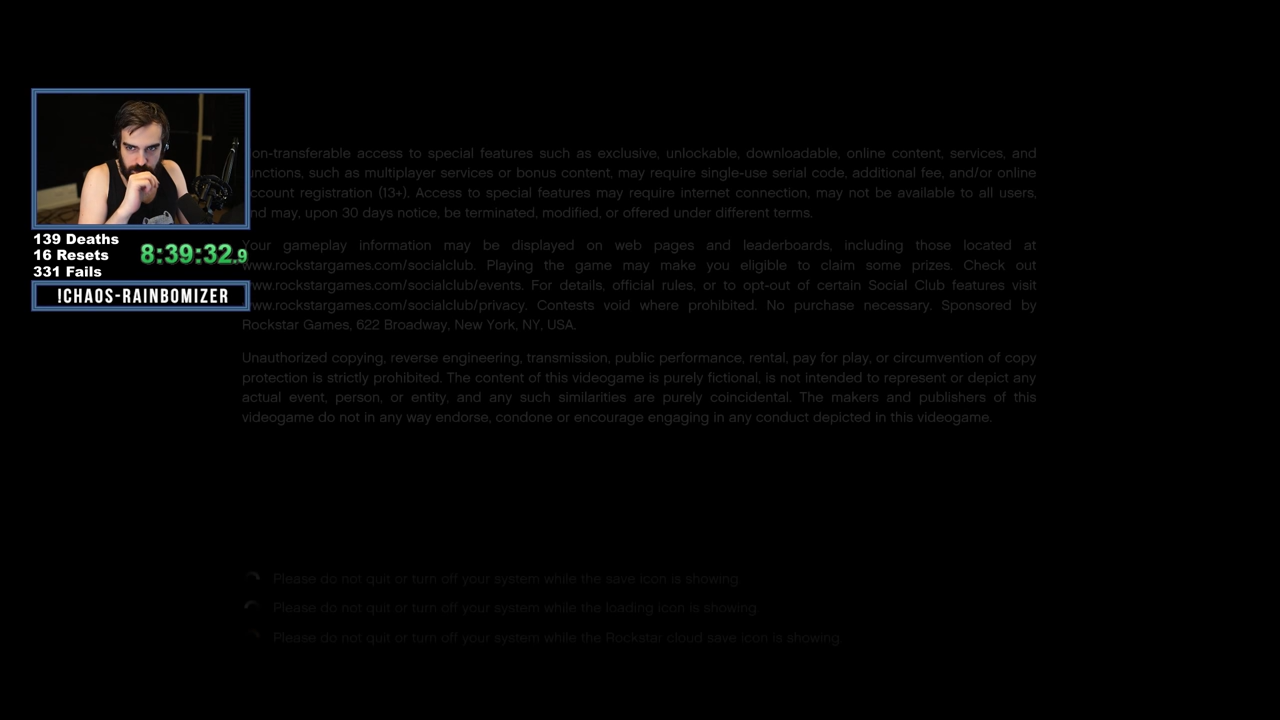 on-transferable access to special features such as exclusive, unlockable, downloadable, online content, services, and
unctions, such as multiplayer services or bonus content, may require single-use serial code, additional fee, and/or online
ccount registration (13+). Access to special features may require internet connection, may not be available to all users,
nd may, upon 30 days notice, be terminated, modified, or offered under different terms.
139 Deaths
16 Resets
331 Fails
8:39:32.9
!CHAOS-RAINBOMIZER
Your gameplay information may be displayed on web pages and leaderboards, including those located at
www.rockstargames.com/socialclub. Playing the game may make you eligible to claim some prizes. Check out
www.rockstargames.com/socialclub/events. For details, official rules, or to opt-out of certain Social Club features visit
www.rockstargames.com/socialclub/privacy. Contests void where prohibited. No purchase necessary. Sponsored by
Rockstar Games, 622 Broadway, New York, NY, USA.
Unauthorized copying, reverse engineering, transmission, public performance, rental, pay for play, or circumvention of copy
protection is strictly prohibited. The content of this videogame is purely fictional, is not intended to represent or depict any
actual event, person, or entity, and any such similarities are purely coincidental. The makers and publishers of this
videogame do not in any way endorse, condone or encourage engaging in any conduct depicted in this videogame.
Please do not quit or turn off your system while the save icon is showing
Please do not quit or turn off your system while the loading icon is showing
Please do not quit or turn off your system while the Rockstar cloud save icon is showing